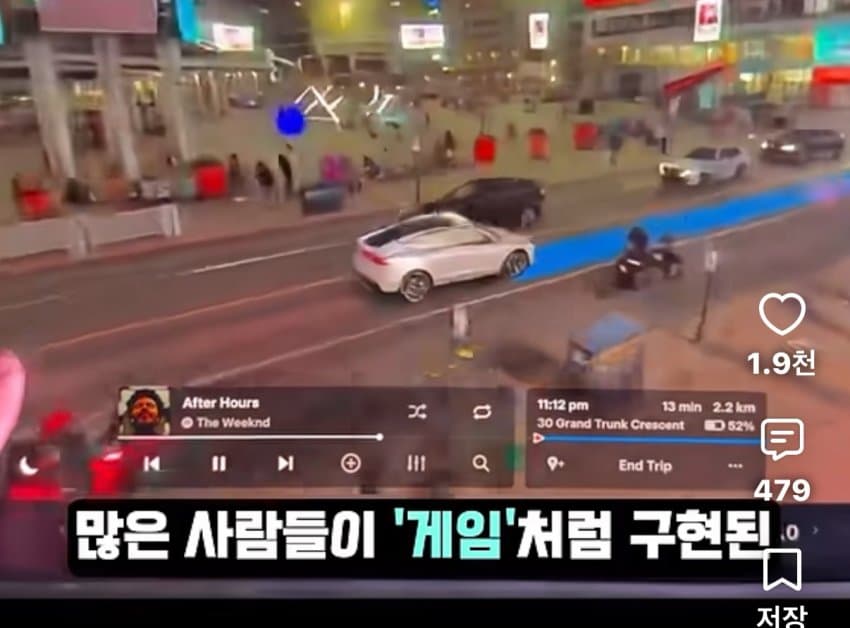 After Hours
The Weeknd
11:12 pm
13 min 2.2 km
30 Grand Trunk Crescent
52%
End Trip
1.9천
479
많은 사람들이 '게임'처럼 구현된
저장